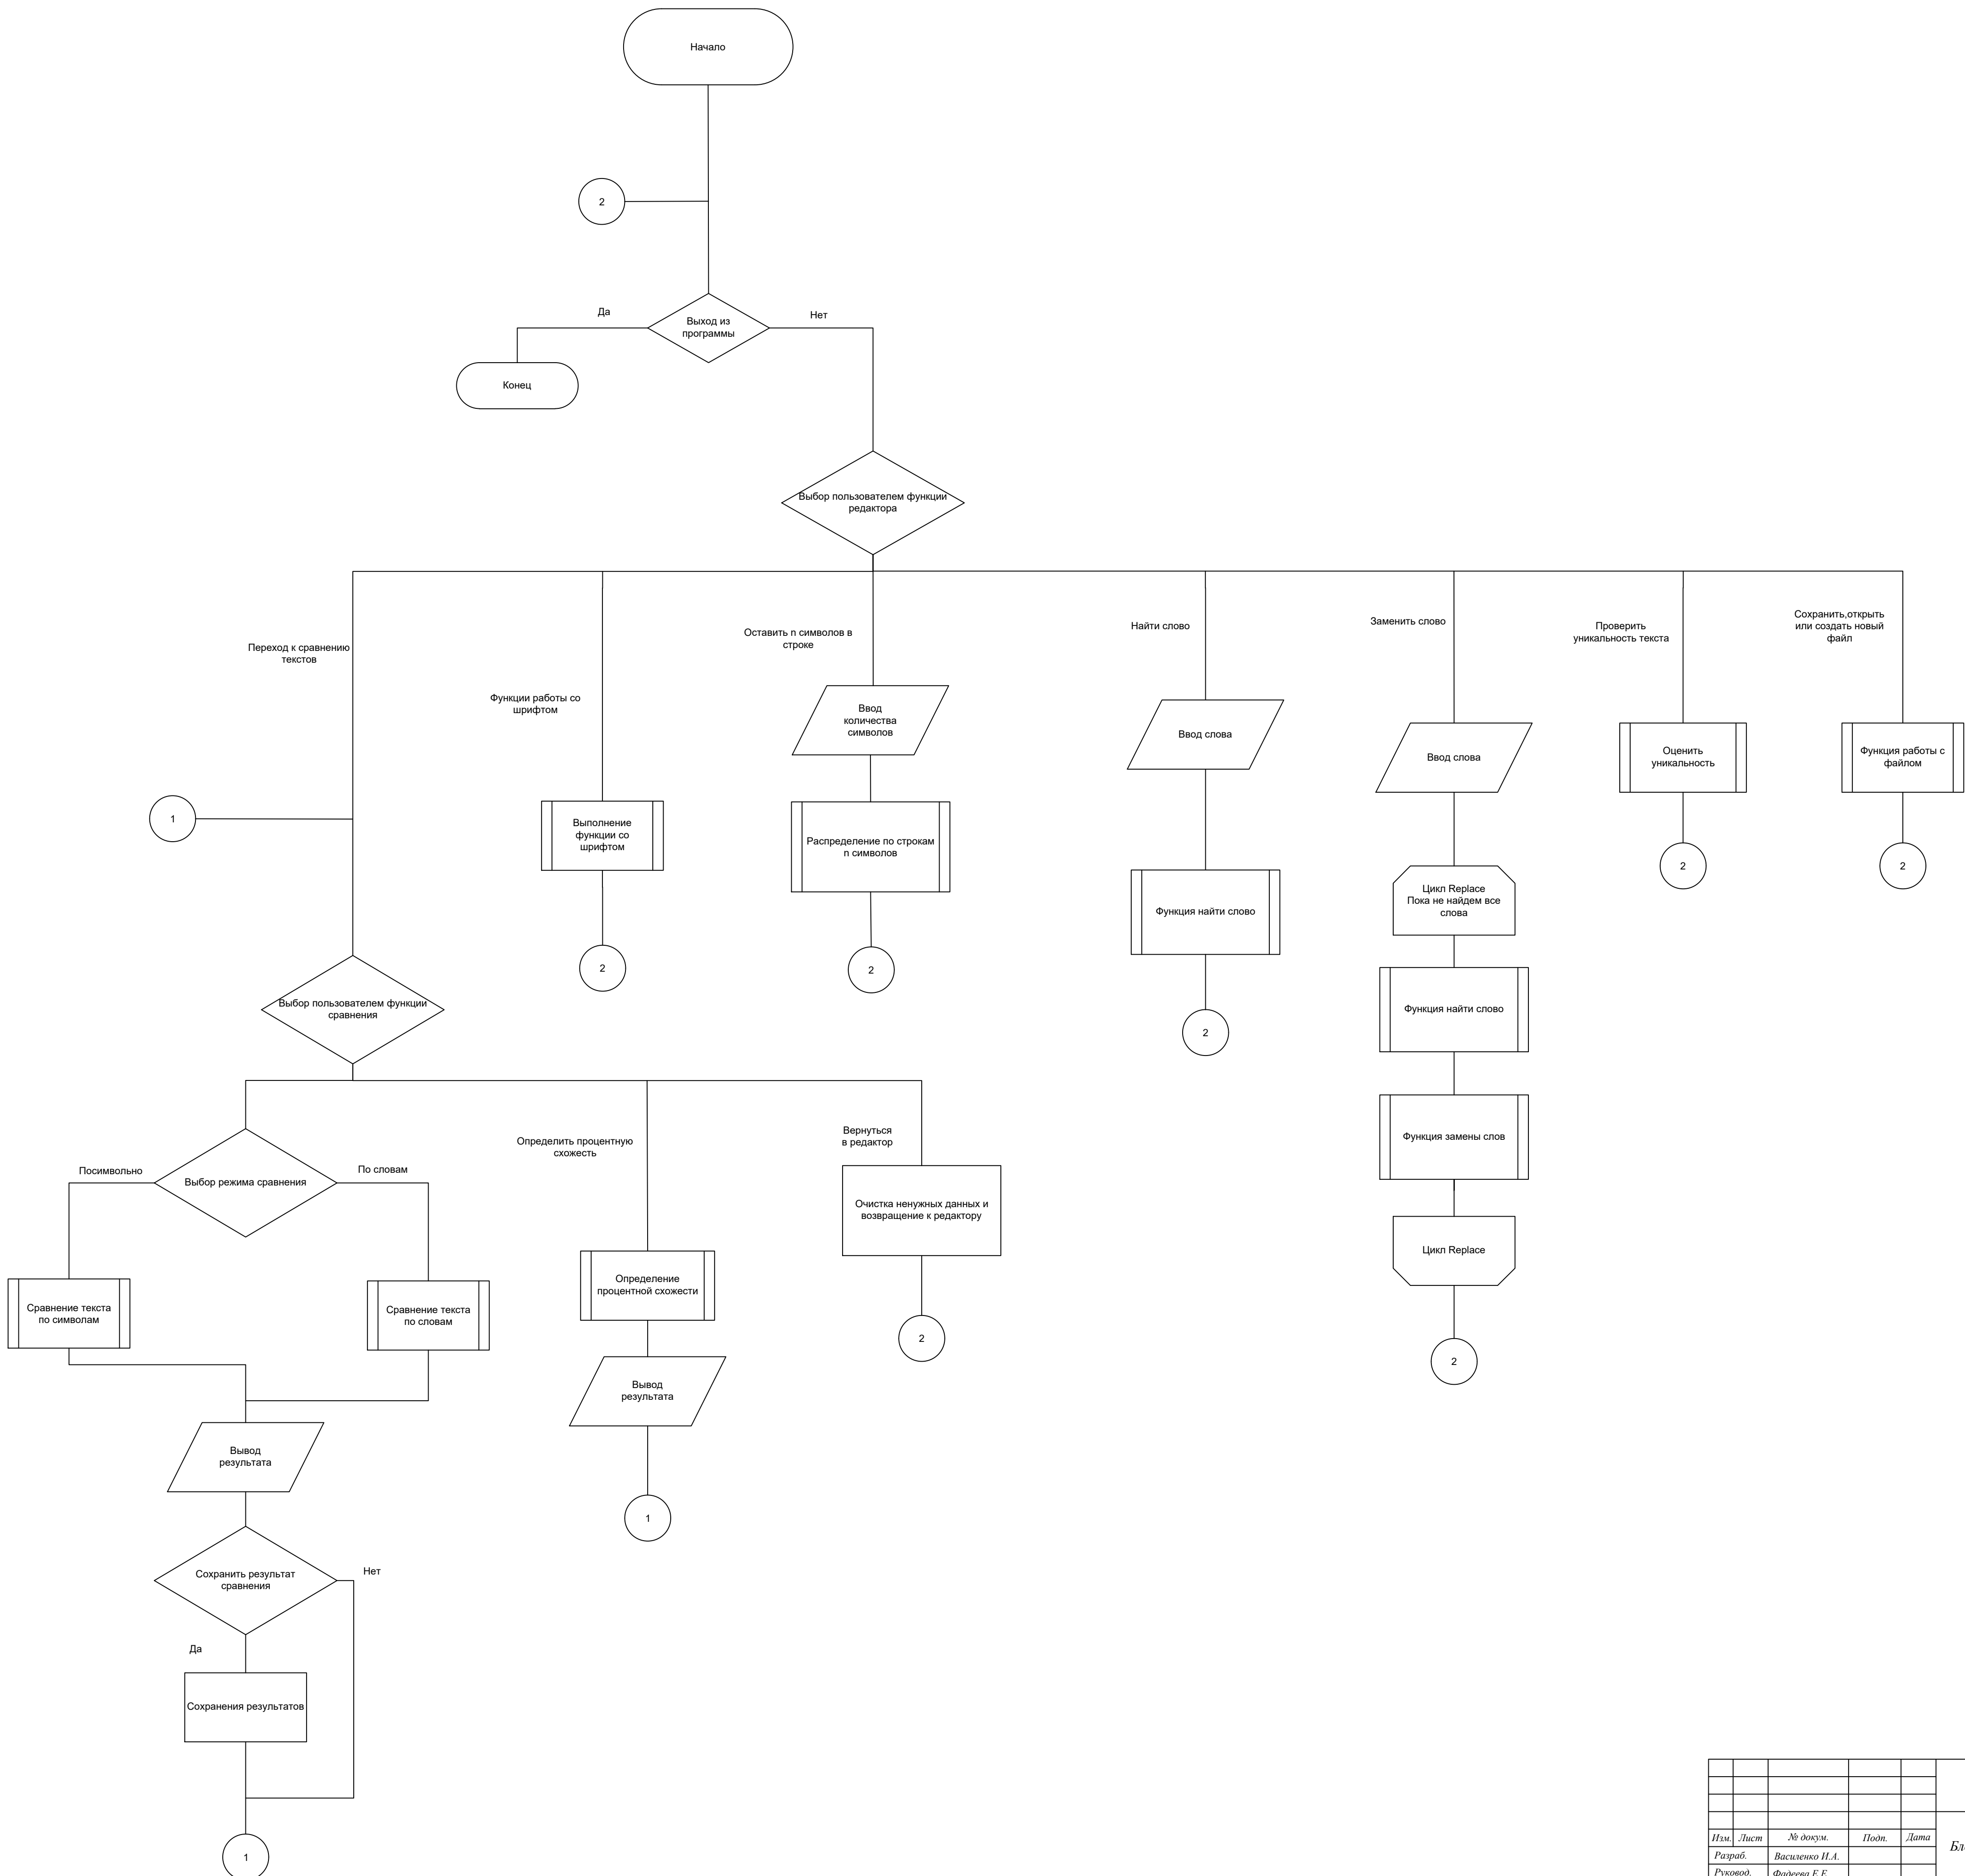 Начало
2
Выход из
программы
Да
Нет
Конец
Выбор пользователем функции
редактора
Переход к сравнению
текстов
Функции работы со
шрифтом
Оставить n символов в
строке
Найти слово
Заменить слово
Проверить
уникальность текста
Сохранить,открыть
или создать новый
файл
Ввод
количества
символов
Ввод слова
Ввод слова
Оценить
уникальность
Функция работы с
файлом
1
Выполнение
функции со
шрифтом
Распределение по строкам
n символов
Функция найти слово
Цикл Replace
Пока не найдем все
слова
2
2
2
2
2
Функция найти слово
Функция замены слов
Цикл Replace
2
Выбор пользователем функции
сравнения
Определить процентную
схожесть
Вернуться
в редактор
Посимвольно
Выбор режима сравнения
По словам
Очистка ненужных данных и
возвращение к редактору
2
Сравнение текста
по символам
Сравнение текста
по словам
Определение
процентной схожести
Вывод
результата
1
Вывод
результата
Сохранить результат
сравнения
Нет
Да
Сохранения результатов
1
Изм. Лист № докум. Подп. Дата
Разраб. Василенко И.А.
Руковод. Фадеева Е.Е.